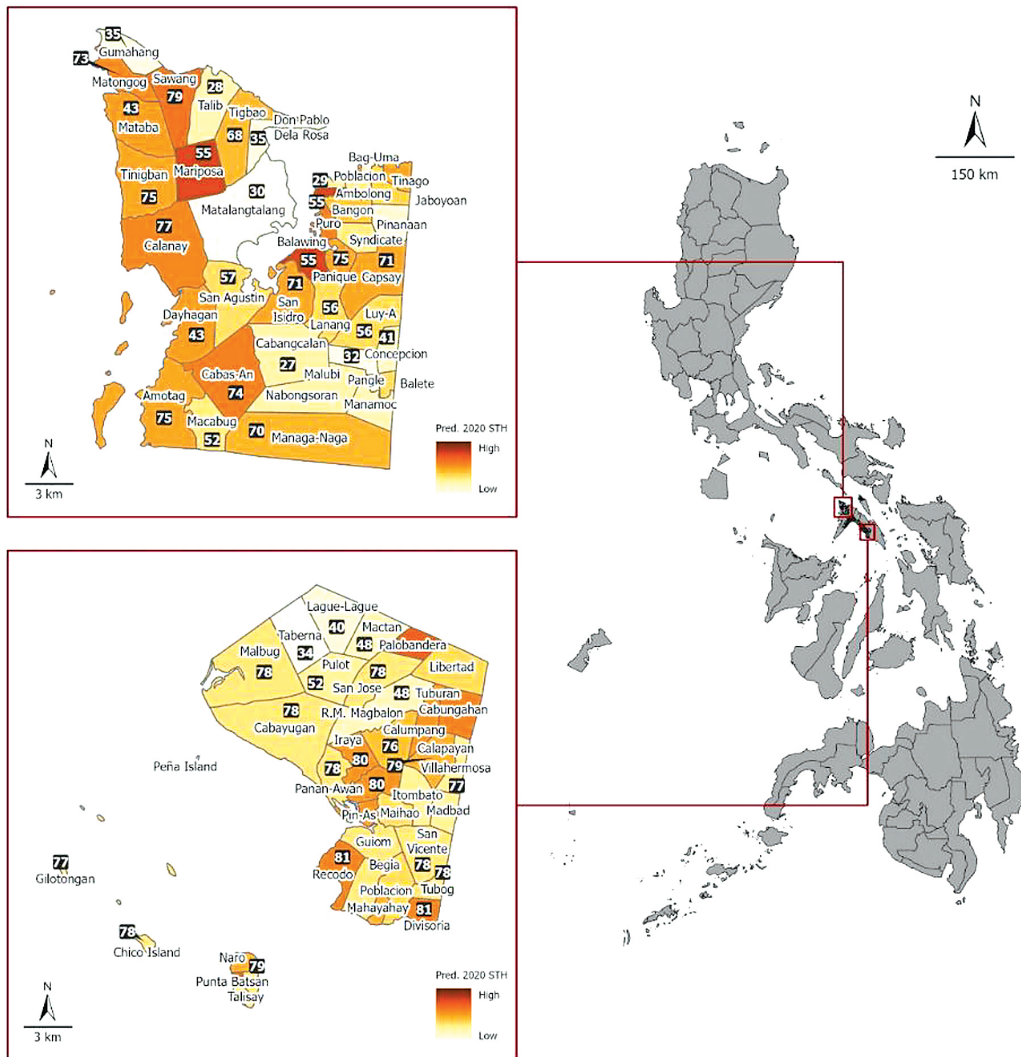 35
Gumahang
73
Matongog
Sawang
79
28
Talib
43
Mataba
Tigbao
68
Don Pablo
Dela Rosa
35
55
Mariposa
Tinigban
75
30
Matalangtalang
Bag-Uma
29
Poblacion
Tinago
Ambolong
55
Bangon
Jaboyoan
Puro
Pinanaan
Syndicate
77
Calanay
Balawing
55
75
71
Panique
Capsay
57
San Agustin
71
San
Isidro
56
Lanang
Luy-A
56
41
Dayhagan
43
Cabangcalan
27
Malubi
32
Concepcion
Pangle
Balete
Cabas-An
74
Nabongsoran
Manamoc
Amotag
75
Macabug
52
70
Managa-Naga
Pred. 2020 STH
High
Low
N
3 km
N
150 km
Lague-Lague
40
Mactan
48
Taberna
34
Palobandera
Malbug
78
Pulot
52
78
San Jose
Libertad
48
Tuburan
78
Cabayugan
R.M. Magbalon
Cabungahan
Calumpang
76
Iraya
80
79
Calapayan
Villahermosa
78
Panan-Awan
80
77
Itombato
Pin-As
Maihao
Madbad
Peña Island
Guiom
San
Vicente
78
78
81
Recodo
Begia
Tubog
Poblacion
Mahayahay
81
Divisoria
77
Gilotongan
78
Chico Island
Naro
79
Punta Batsan
Talisay
Pred. 2020 STH
High
Low
N
3 km